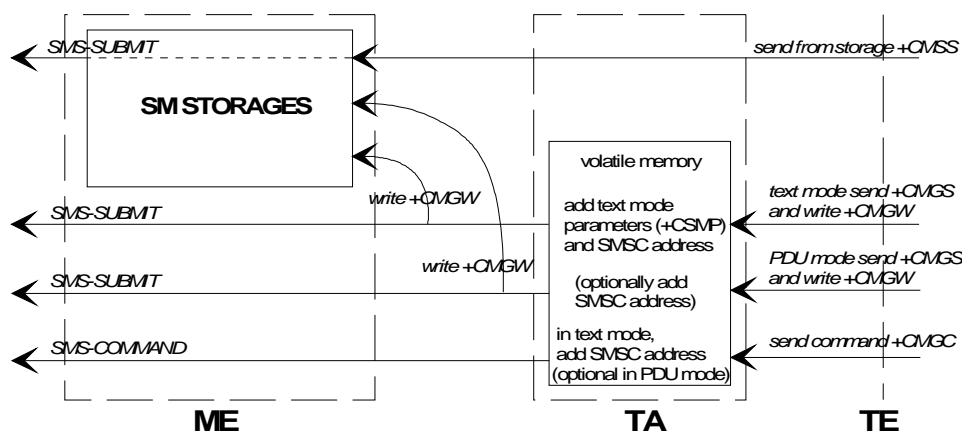 SMS-SUBMIT
send from storage +CMSS
SM STORAGES
volatile memory
write +CMGW
text mode send +CMGS
and write +CMGW
SMS-SUBMIT
add text mode
parameters (+CSMP)
and SMSC address
write +CMGW
PDU mode send +CMGS
and write +CMGW
SMS-SUBMIT
(optionally add
SMSC address)
in text mode,
add SMSC address
(optional in PDU mode)
SMS-COMMAND
send command +CMGC
ME
TA
TE